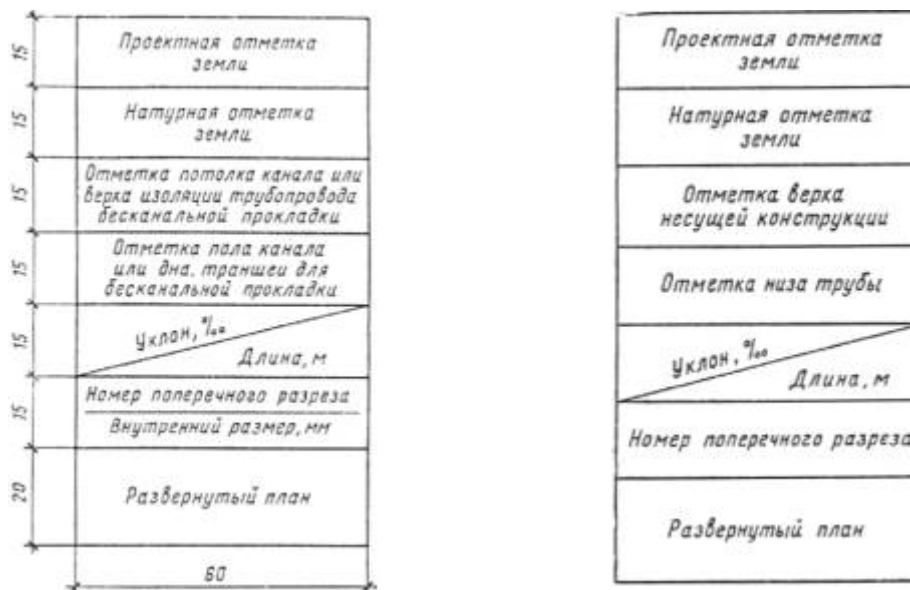 15
Проектная отметка
земли
15
Натурная отметка
земли
15
Отметка потолка канала или
верка изоляции трубопровода
бесканальной прокладки
15
Отметка пола канала
или дна, траншеи для
бесканальной прокладки
15
Уклон, ‰
Длина, м
15
Номер поперечного разреза
Внутренний размер, мм
20
Развернутый план
60
Проектная отметка
земли
Натурная отметка
земли
Отметка верка
несущей конструкции
Отметка низа трубы
Уклон, ‰
Длина, м
Номер поперечного разреза
Развернутый план